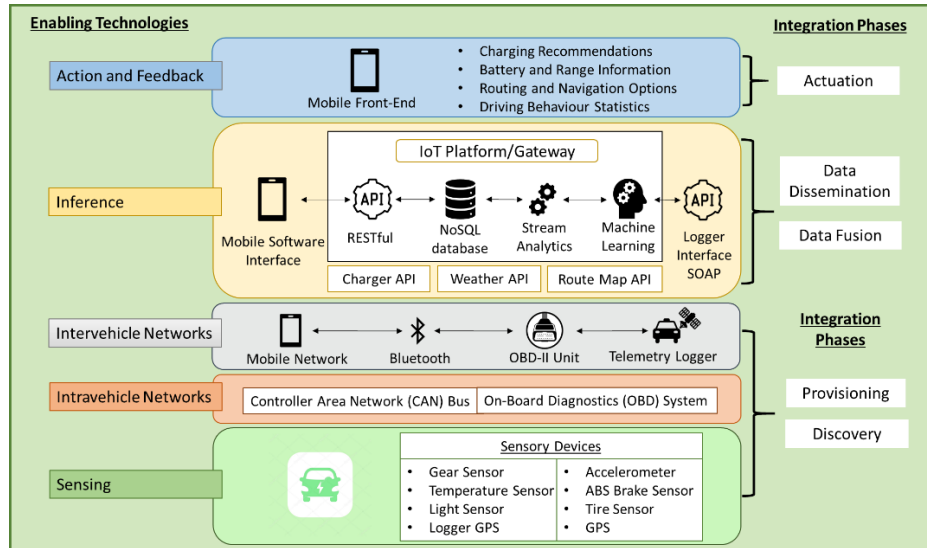 Enabling Technologies
Integration Phases
Action and Feedback
Mobile Front-End
• Charging Recommendations
• Battery and Range Information
• Routing and Navigation Options
• Driving Behaviour Statistics
Actuation
Inference
IoT Platform/Gateway
Mobile Software
Interface
API
RESTful
NoSQL
database
Stream
Analytics
Machine
Learning
API
Logger
Interface
SOAP
Charger API
Weather API
Route Map API
Data
Dissemination
Data Fusion
Intervehicle Networks
Mobile Network
Bluetooth
OBD-II Unit
Telemetry Logger
Integration
Phases
Intravehicle Networks
Controller Area Network (CAN) Bus
On-Board Diagnostics (OBD) System
Provisioning
Discovery
Sensing
Sensory Devices
• Gear Sensor
• Temperature Sensor
• Light Sensor
• Logger GPS
• Accelerometer
• ABS Brake Sensor
• Tire Sensor
• GPS